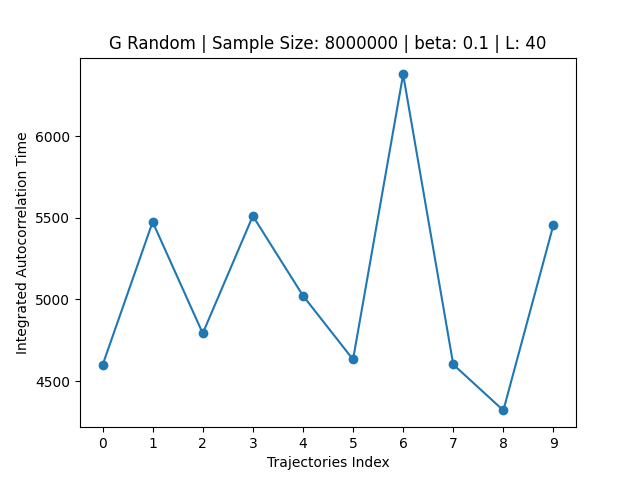 G Random | Sample Size: 8000000 | beta: 0.1 | L: 40
Integrated Autocorrelation Time
6000
5500
5000
4500
0 1 2 3 4 5 6 7 8 9
Trajectories Index